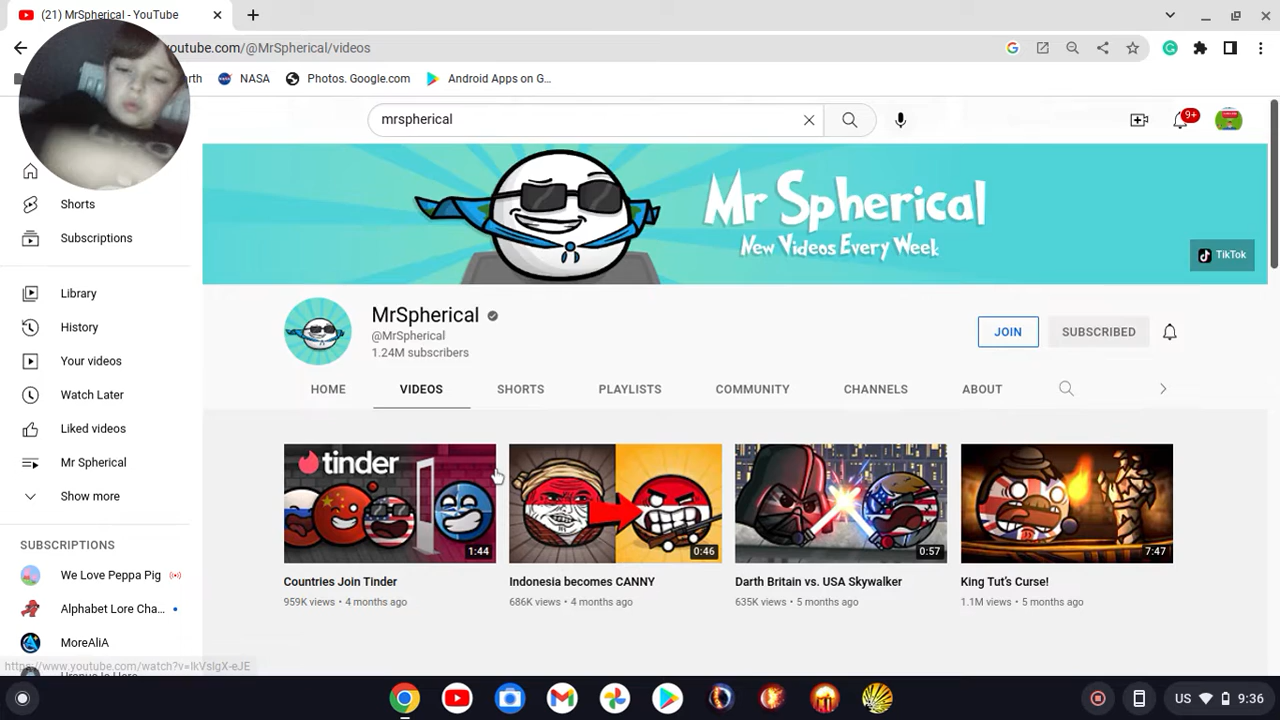 (21) MrSpherical - YouTube
youtube.com/@MrSpherical/videos
rth
NASA
Photos. Google.com
Android Apps on G...
mrspherical
9+
Mr Spherical
New Videos Every Week
TikTok
MrSpherical
@MrSpherical
1.24M subscribers
JOIN
SUBSCRIBED
HOME
VIDEOS
SHORTS
PLAYLISTS
COMMUNITY
CHANNELS
ABOUT
Shorts
Subscriptions
Library
History
Your videos
Watch Later
Liked videos
Mr Spherical
Show more
SUBSCRIPTIONS
We Love Peppa Pig
Alphabet Lore Cha...
MoreAliA
tinder
1:44
0:46
0:57
7:47
Countries Join Tinder
959K views • 4 months ago
Indonesia becomes CANNY
686K views • 4 months ago
Darth Britain vs. USA Skywalker
635K views • 5 months ago
King Tut's Curse!
1.1M views • 5 months ago
https://www.youtube.com/watch?v=IkVsIgX-eJE
US
9:36